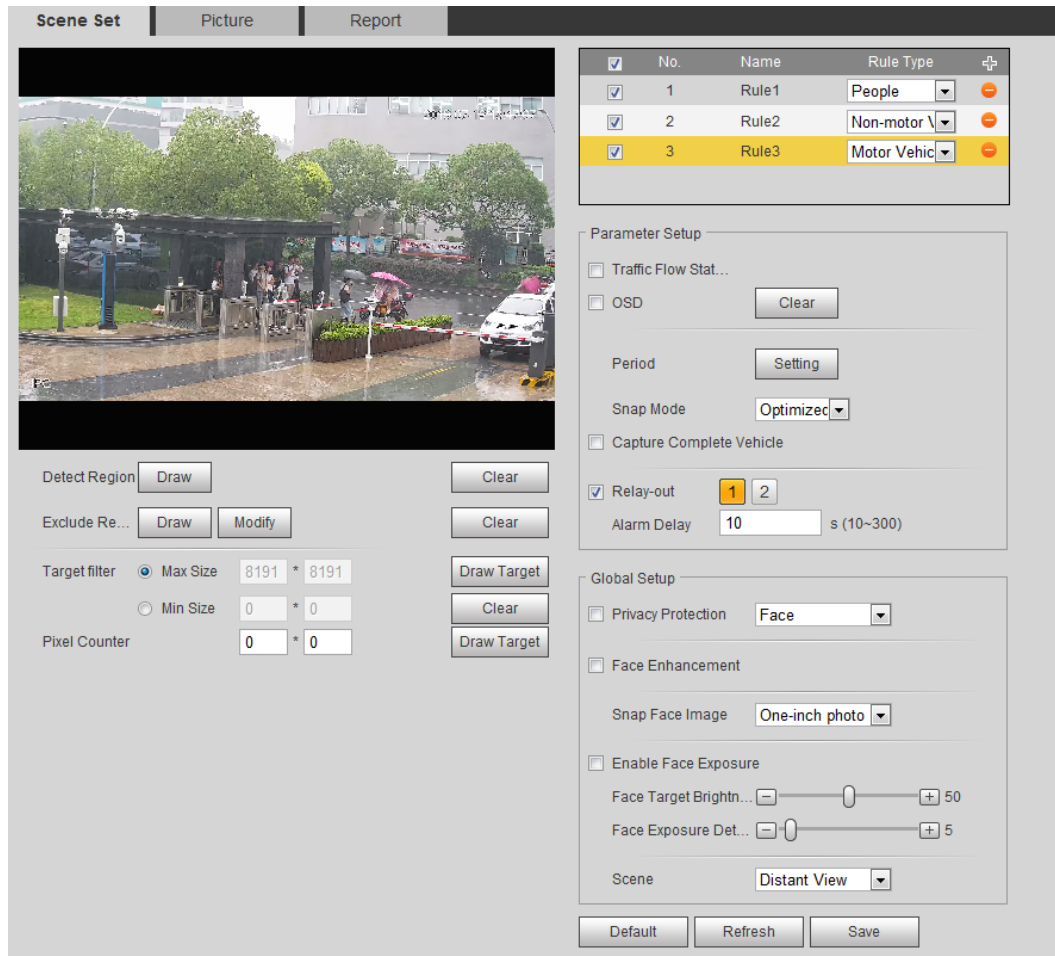 Scene Set Picture Report
No. Name Rule Type
1 Rule1 People
2 Rule2 Non-motor V
3 Rule3 Motor Vehic
Parameter Setup
Traffic Flow Stat...
OSD Clear
Period Setting
Snap Mode Optimized
Capture Complete Vehicle
Relay-out 1 2
Alarm Delay 10 s (10~300)
IPC
Detect Region Draw Clear
Exclude Re... Draw Modify Clear
Target filter Max Size 8191 * 8191 Draw Target
Min Size 0 * 0 Clear
Pixel Counter 0 * 0 Draw Target
Global Setup
Privacy Protection Face
Face Enhancement
Snap Face Image One-inch photo
Enable Face Exposure
Face Target Brightn... 50
Face Exposure Det... 5
Scene Distant View
Default Refresh Save